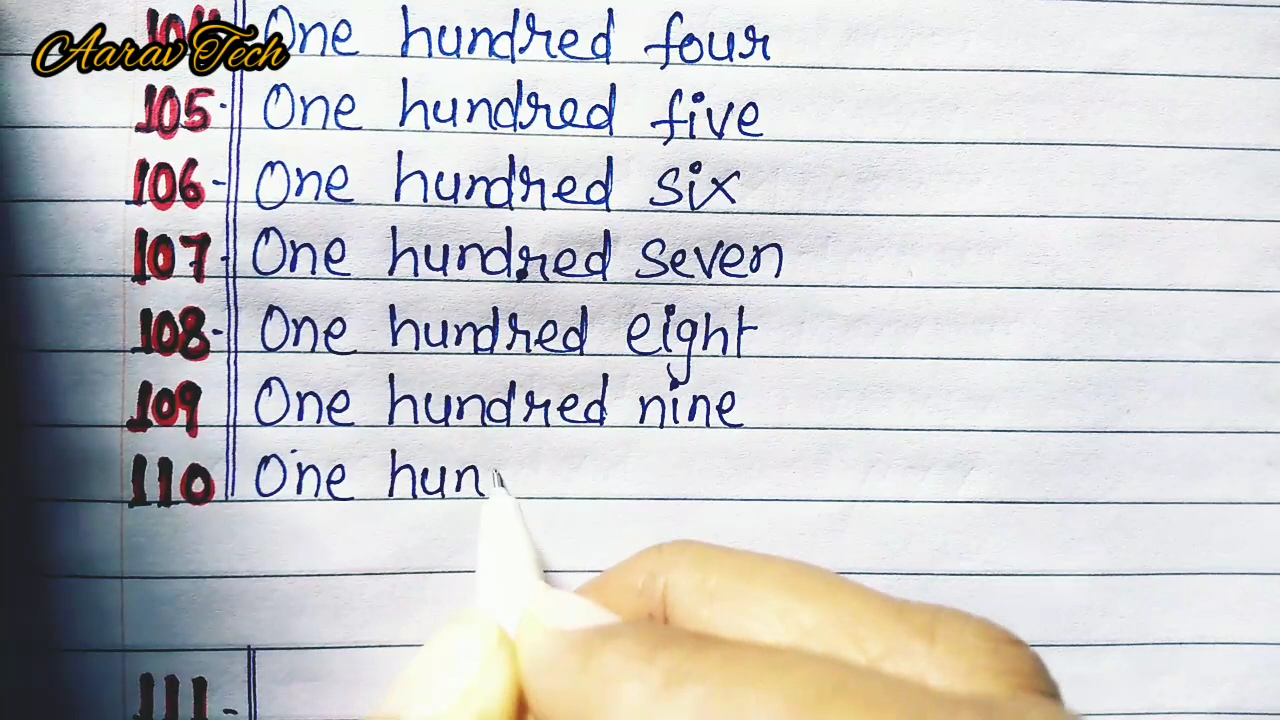 Aarav Tech
104 One hundred four
105- One hundred five
106- One hundred six
107- One hundred seven
108- One hundred eight
109 One hundred nine
110 One hun
111-